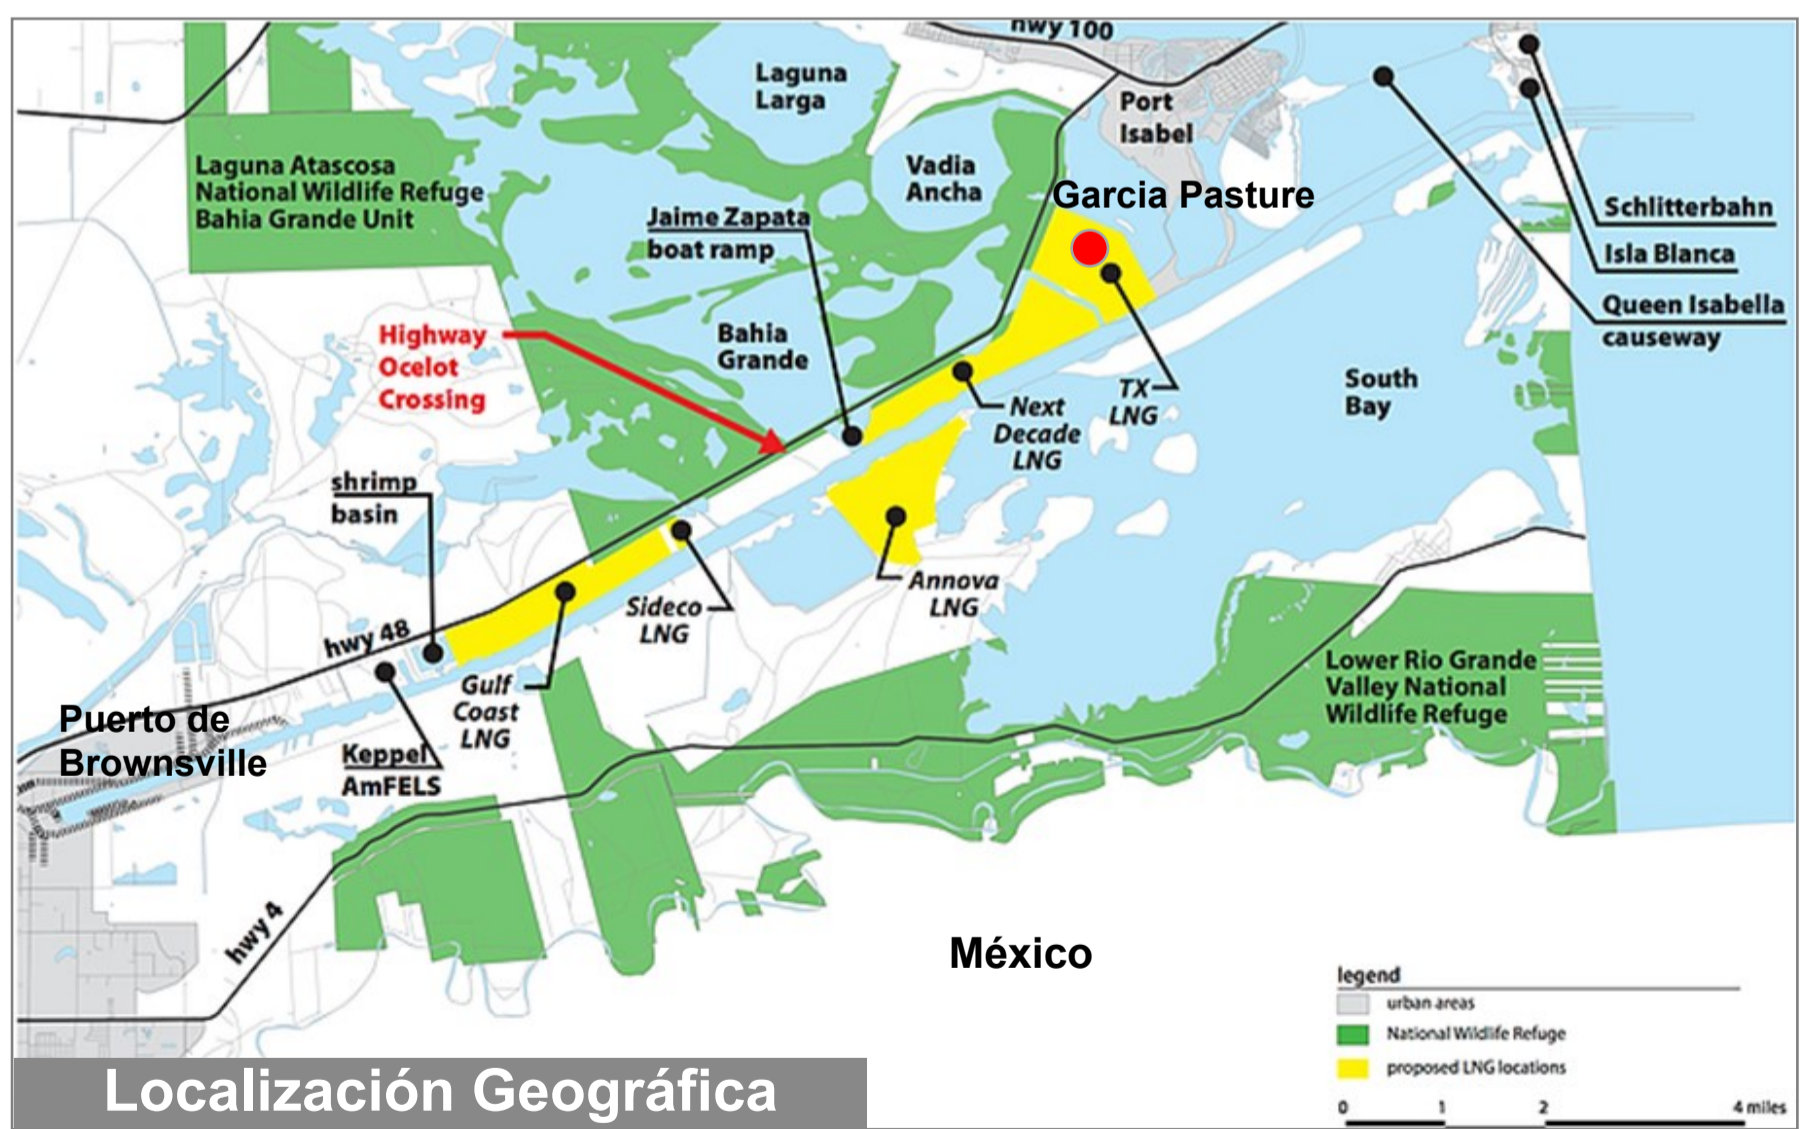 hwy 100
Laguna
Larga
Port
Isabel
Laguna Atascosa
National Wildlife Refuge
Bahia Grande Unit
Vadia
Ancha
Garcia Pasture
Jaime Zapata
boat ramp
Schlitterbahn
Isla Blanca
Queen Isabella
causeway
Highway
Ocelot
Crossing
Bahia
Grande
TX
LNG
South
Bay
Next
Decade
LNG
shrimp
basin
Annova
LNG
Sideco
LNG
hwy 48
Gulf
Coast
LNG
Lower Rio Grande
Valley National
Wildlife Refuge
Puerto de
Brownsville
Keppel
AmFELS
hwy 4
México
legend
urban areas
National Wildlife Refuge
proposed LNG locations
0 1 2 4 miles
Localización Geográfica